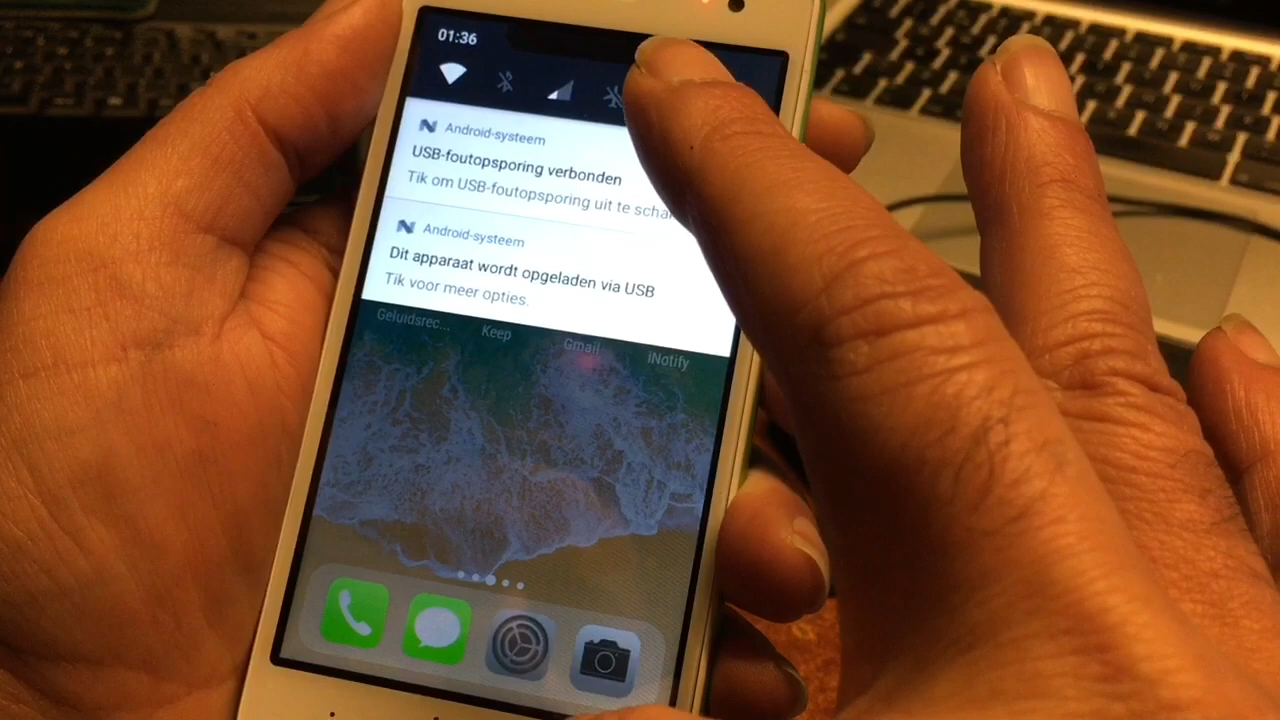 01:36
Android-systeem
USB-foutopsporing verbonden
Tik om USB-foutopsporing uit te
Android-systeem
Dit apparaat wordt opgeladen via USB
Tik voor meer opties.
Geluidsrec... Keep Gmail iNotify